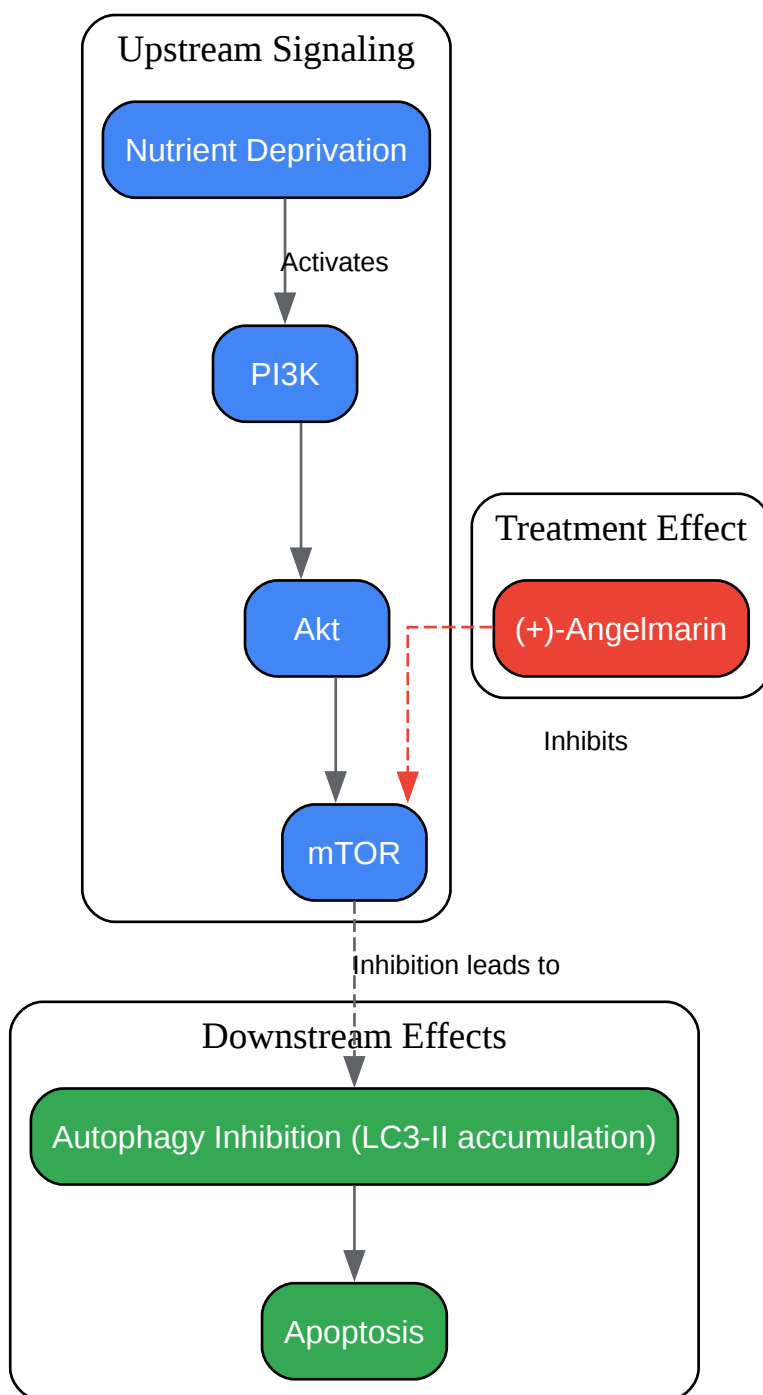 Upstream Signaling
Nutrient Deprivation
Activates
PI3K
Treatment Effect
Akt
(+)-Angelmarin
Inhibits
mTOR
Inhibition leads to
Downstream Effects
Autophagy Inhibition (LC3-II accumulation)
Apoptosis